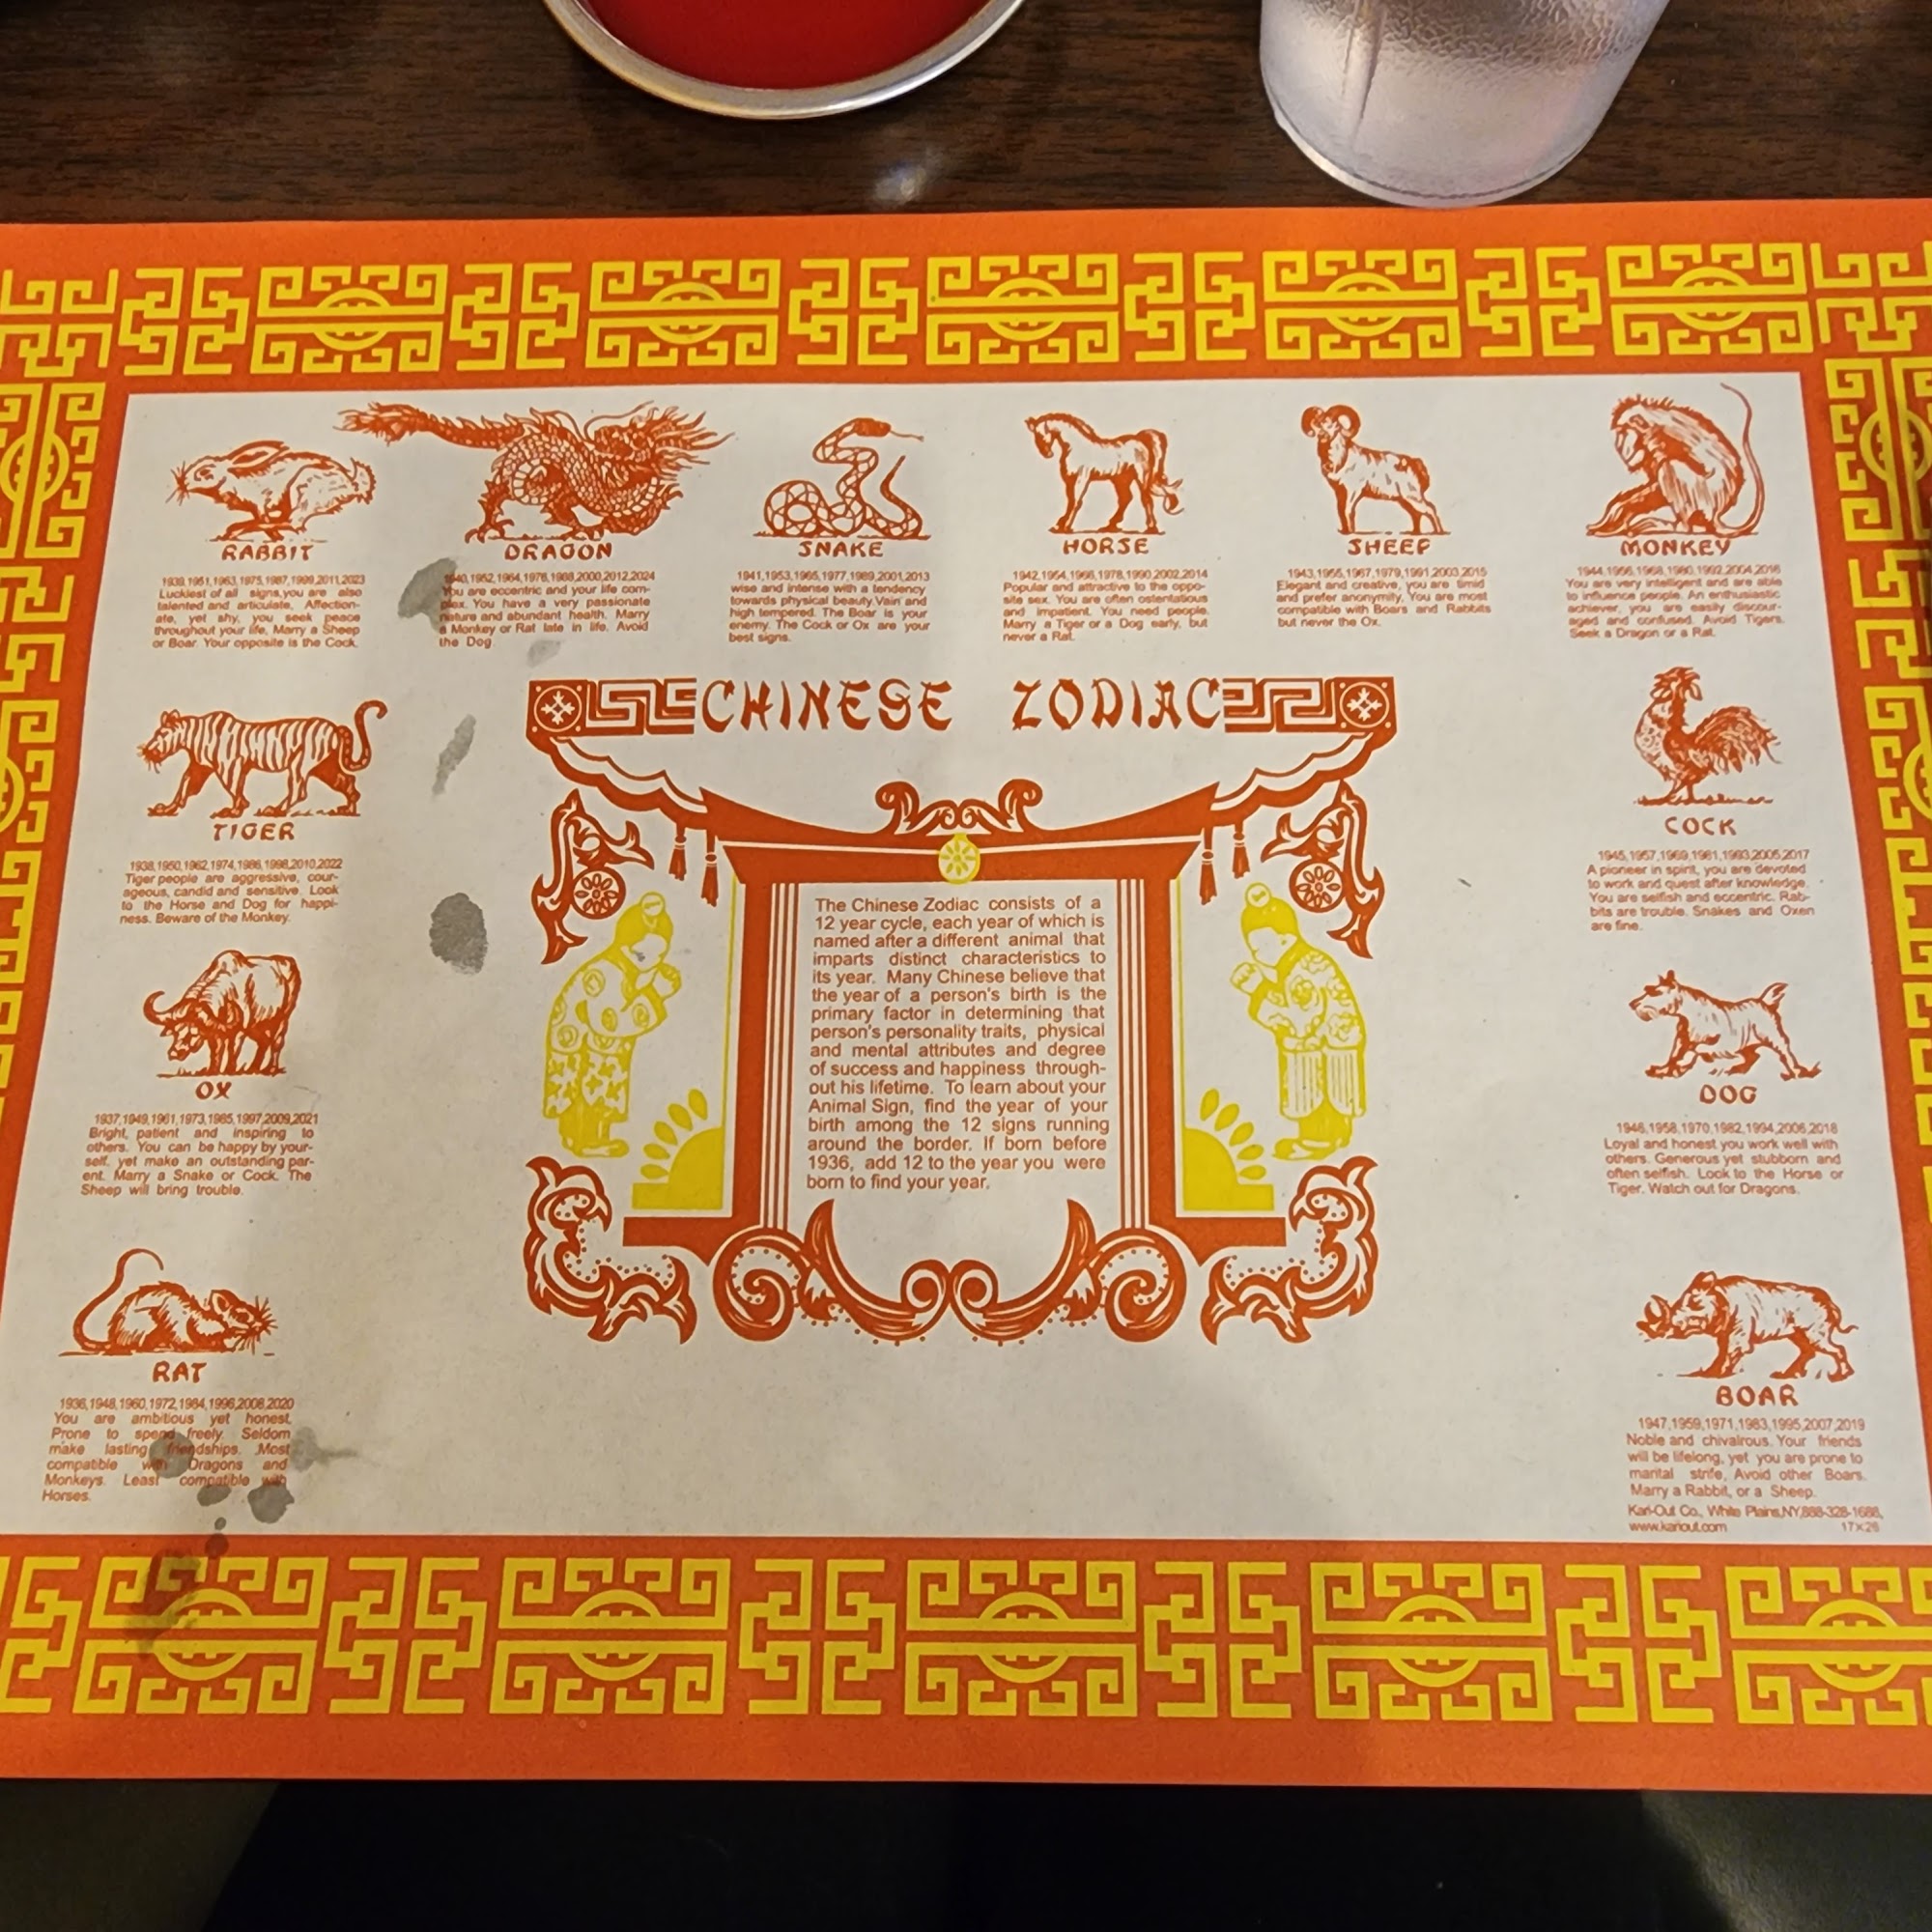 RABBIT
1939,1951,1963,1975,1987,1999,2011,2023
Luckiest of all signs,you are also
talented and articulate, Affection-
ate, yet shy, you seek peace
throughout your life, Marry a Sheep
or Boar. Your opposite is the Cock.
DRAGON
1940,1952,1964,1976,1988,2000,2012,2024
You are eccentric and your life com-
plex. You have a very passionate
nature and abundant health. Marry
a Monkey or Rat late in life. Avoid
the Dog.
SNAKE
1941,1953,1965,1977,1989,2001,2013
wise and intense with a tendency
towards physical beauty.Vain and
high tempered. The Boar is your
enemy. The Cock or Ox are your
best signs.
HORSE
1942,1954,1966,1978,1990,2002,2014
Popular and attractive to the oppo-
site sex. You are often ostentatious
and impatient. You need people.
Marry a Tiger or a Dog early, but
never a Rat.
SHEEP
1943,1955,1967,1979,1991,2003,2015
Elegant and creative, you are timid
and prefer anonymity, You are most
compatible with Boars and Rabbits
but never the Ox.
MONKEY
1944,1956,1968,1980,1992,2004,2016
You are very intelligent and are able
to influence people. An enthusiastic
achiever, you are easily discour-
aged and confused. Avoid Tigers.
Seek a Dragon or a Rat.
CHINESE ZODIAC
TIGER
1938,1950,1962,1974,1986,1998,2010,2022
Tiger people are aggressive, cour-
ageous, candid and sensitive. Look
to the Horse and Dog for happi-
ness. Beware of the Monkey.
COCK
1945,1957,1969,1981,1993,2005,2017
A pioneer in spirit, you are devoted
to work and quest after knowledge.
You are selfish and eccentric. Rab-
bits are trouble. Snakes and Oxen
are fine.
The Chinese Zodiac consists of a
12 year cycle, each year of which is
named after a different animal that
imparts distinct characteristics to
its year. Many Chinese believe that
the year of a person's birth is the
primary factor in determining that
person's personality traits, physical
and mental attributes and degree
of success and happiness through-
out his lifetime. To learn about your
Animal Sign, find the year of your
birth among the 12 signs running
around the border. If born before
1936, add 12 to the year you were
born to find your year.
OX
1937,1949,1961,1973,1985,1997,2009,2021
Bright, patient and inspiring to
others. You can be happy by your-
self, yet make an outstanding par-
ent. Marry a Snake or Cock. The
Sheep will bring trouble.
DOG
1946,1958,1970,1982,1994,2006,2018
Loyal and honest you work well with
others. Generous yet stubborn and
often selfish. Look to the Horse or
Tiger. Watch out for Dragons.
RAT
1936,1948,1960,1972,1984,1996,2008,2020
You are ambitious yet honest,
Prone to spend freely. Seldom
make lasting friendships. Most
compatible with Dragons and
Monkeys. Least compatible with
Horses.
BOAR
1947,1959,1971,1983,1995,2007,2019
Noble and chivalrous. Your friends
will be lifelong, yet you are prone to
marital strife, Avoid other Boars.
Marry a Rabbit, or a Sheep.
Kari-Out Co., White Plains,NY,888-328-1688,
www.kariout.com 17X26